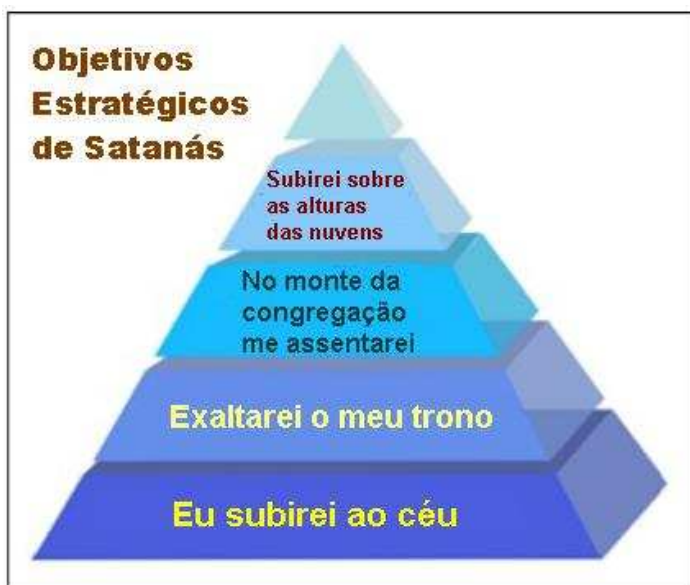 Objetivos
Estratégicos
de Satanás
Subirei sobre
as alturas
das nuvens
No monte da
congregação
me assentarei
Exaltarei o meu trono
Eu subirei ao céu